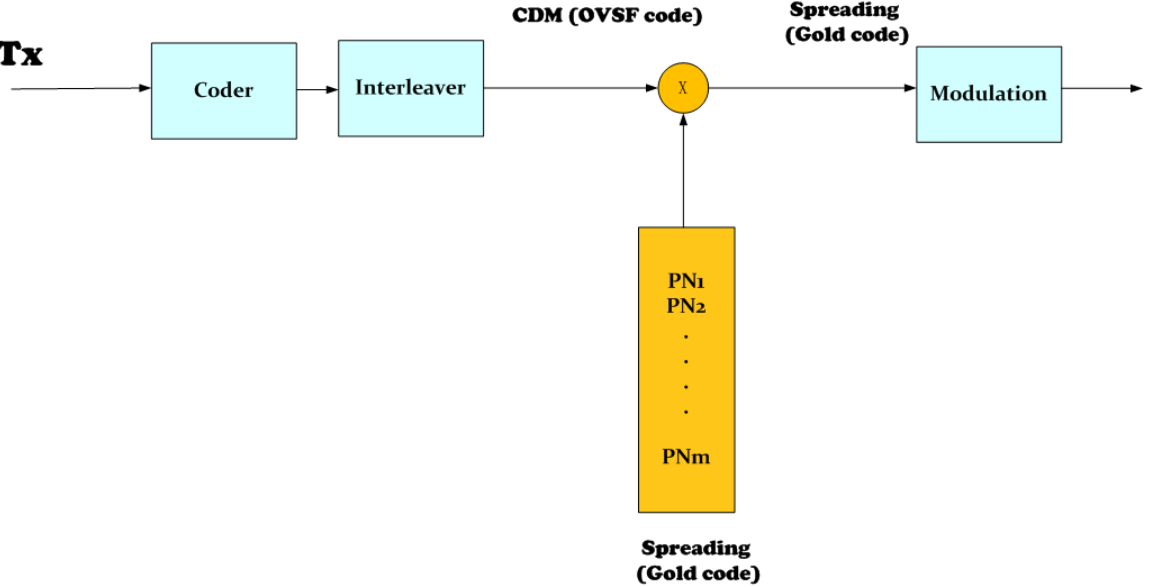 CDM (OVSF code)
Spreading
(Gold code)
Tx
Coder
Interleaver
X
Modulation
PN1
PN2
.
.
.
.
PNm
Spreading
(Gold code)